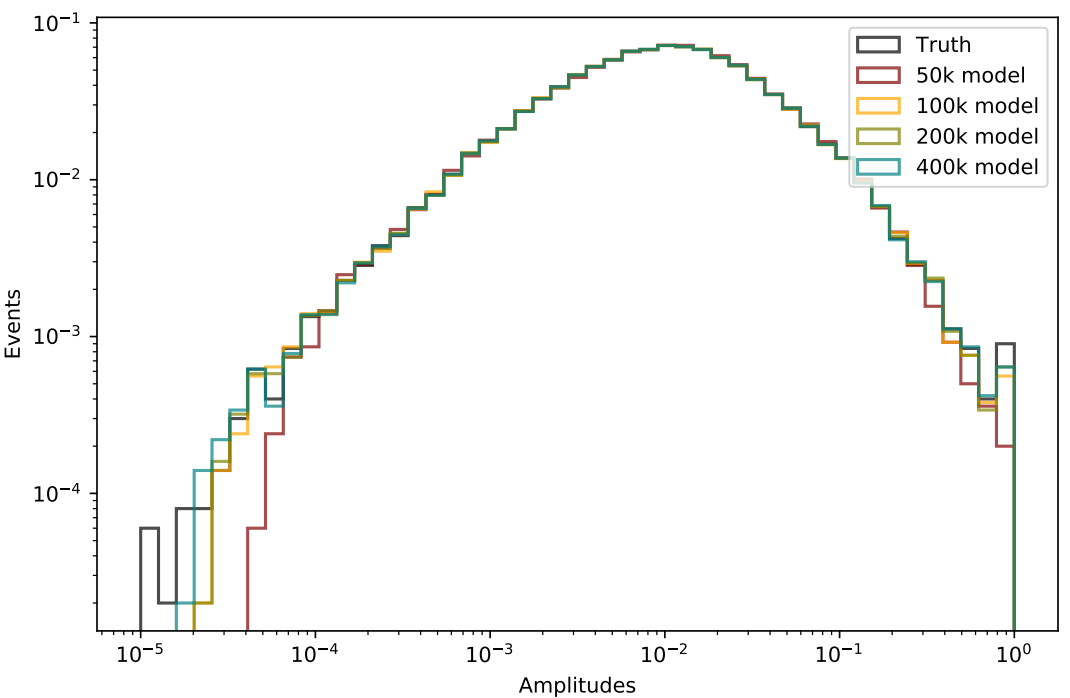 10⁻¹
10⁻²
10⁻³
10⁻⁴
Events
Truth
50k model
100k model
200k model
400k model
10⁻⁵ 10⁻⁴ 10⁻³ 10⁻² 10⁻¹ 10⁰
Amplitudes